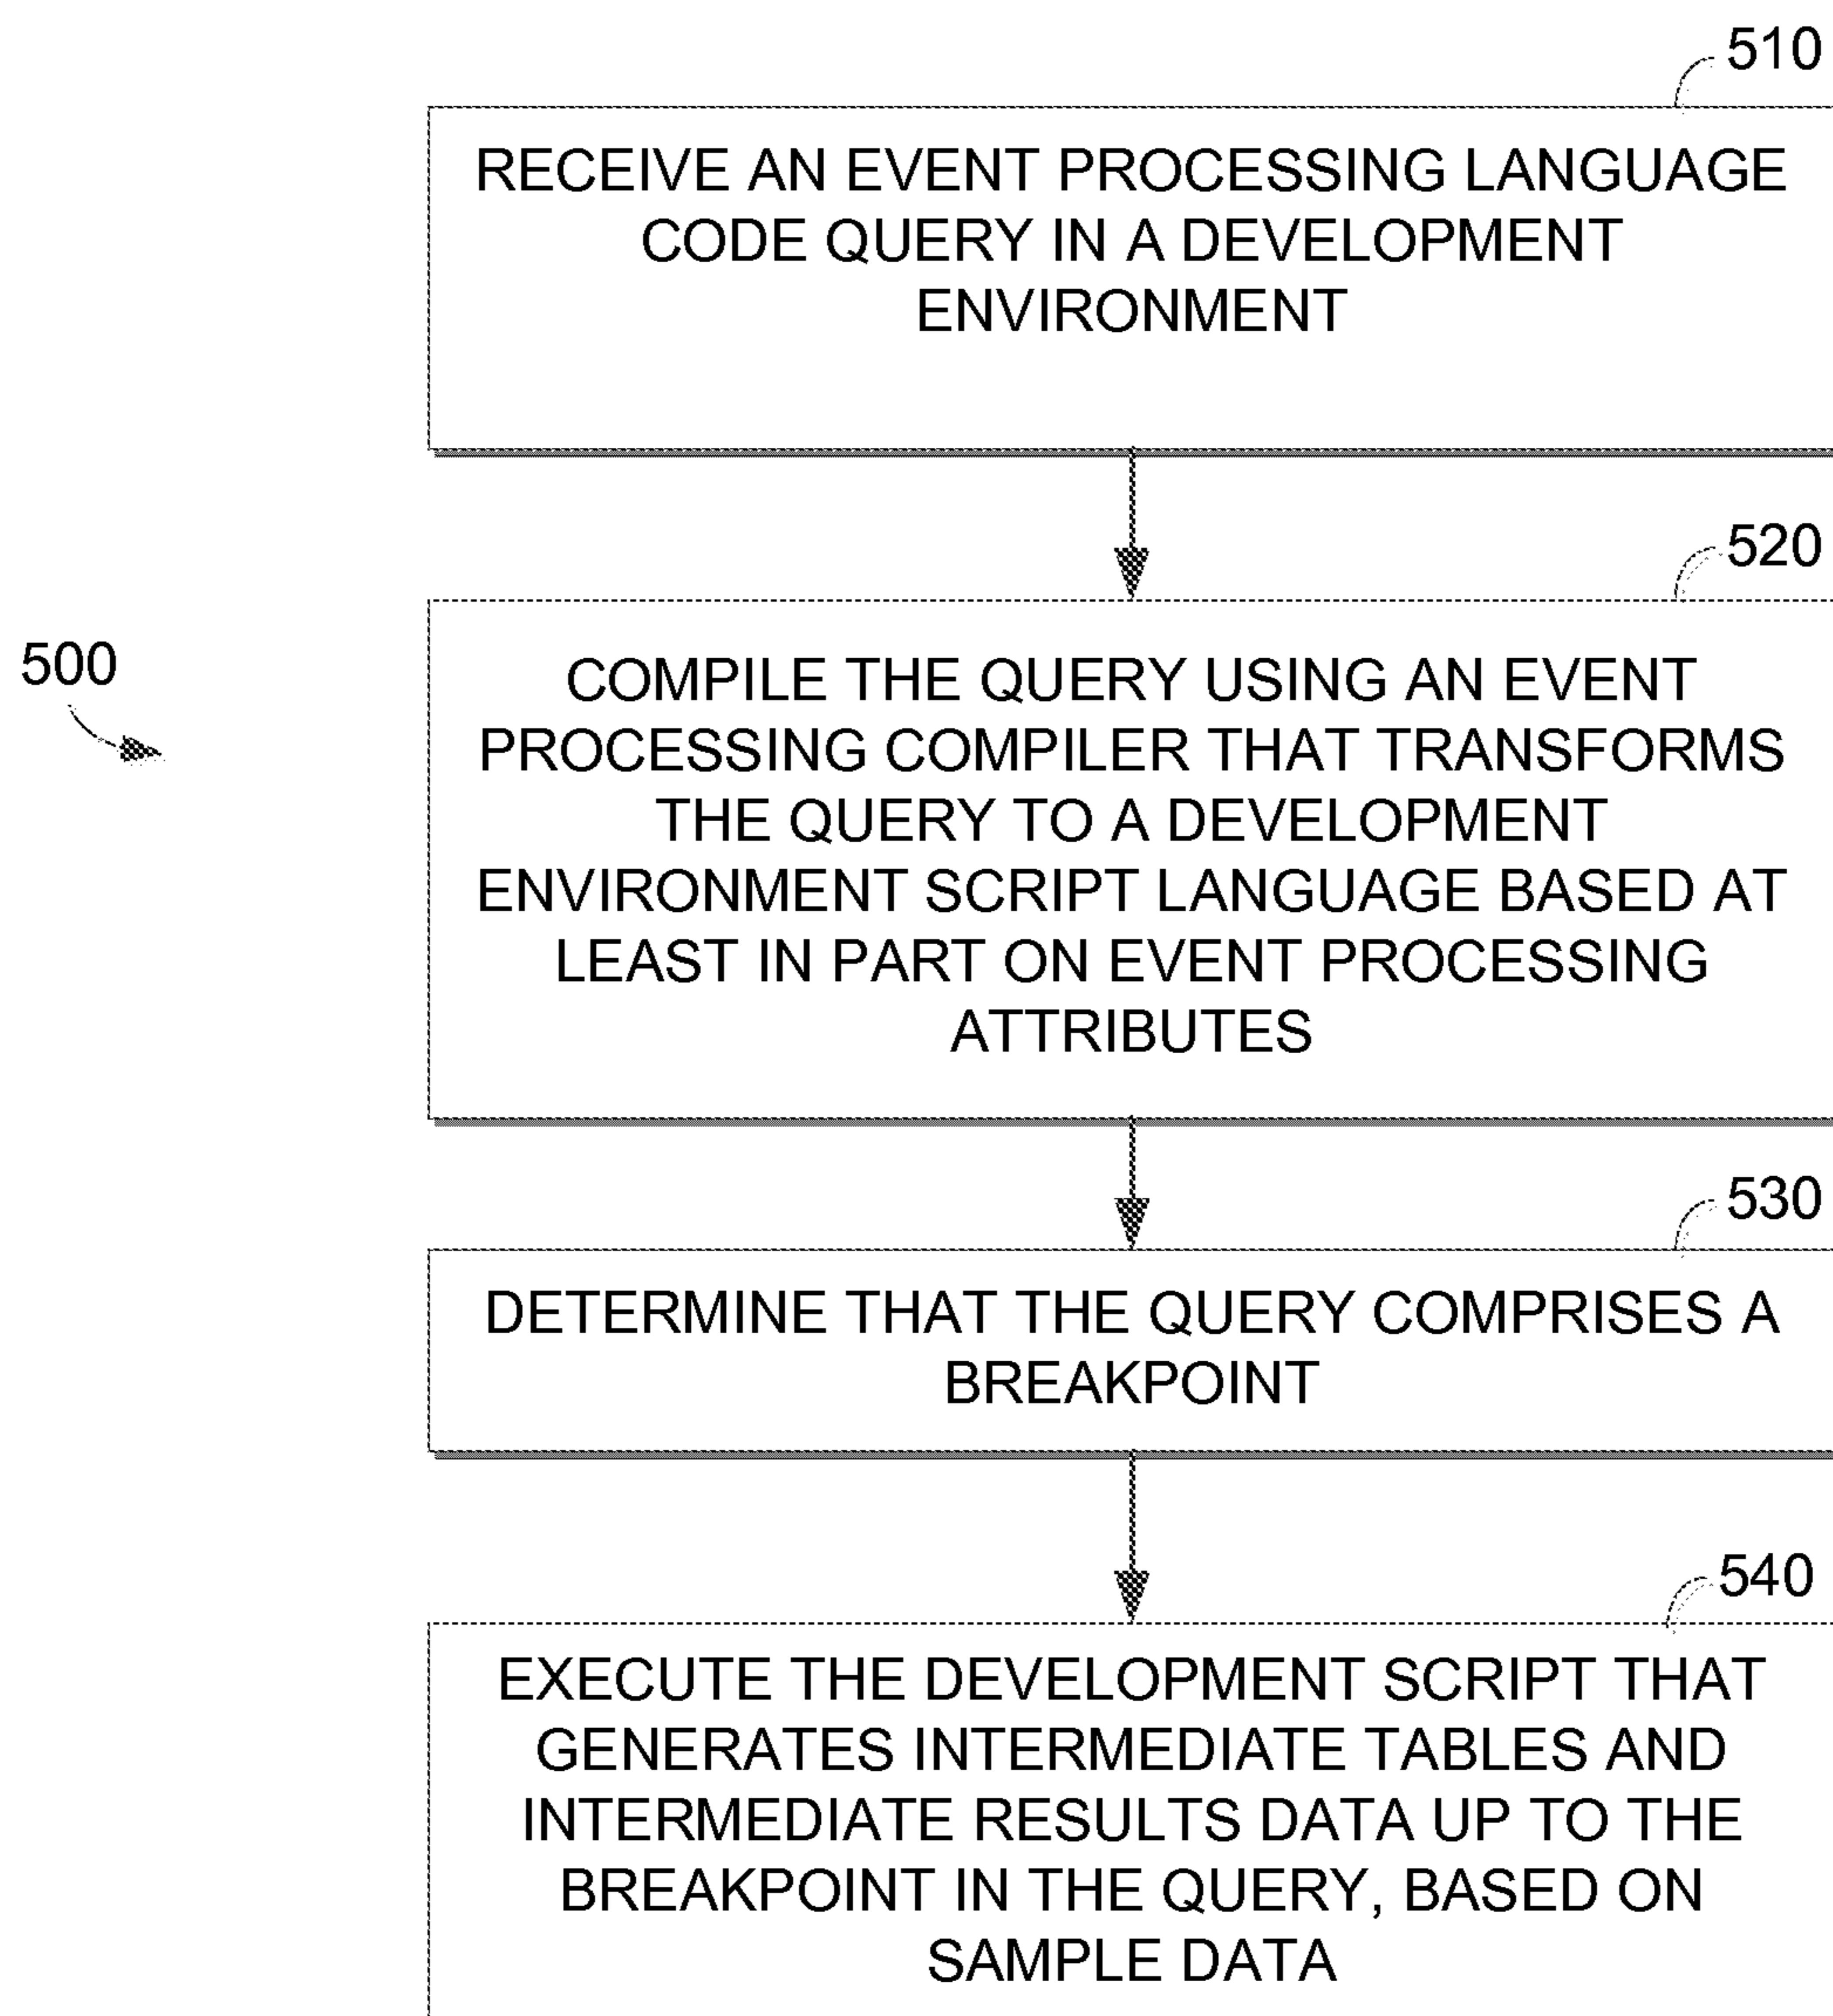 510
RECEIVE AN EVENT PROCESSING LANGUAGE
CODE QUERY IN A DEVELOPMENT
ENVIRONMENT
520
500
COMPILE THE QUERY USING AN EVENT
PROCESSING COMPILER THAT TRANSFORMS
THE QUERY TO A DEVELOPMENT
ENVIRONMENT SCRIPT LANGUAGE BASED AT
LEAST IN PART ON EVENT PROCESSING
ATTRIBUTES
530
DETERMINE THAT THE QUERY COMPRISES A
BREAKPOINT
540
EXECUTE THE DEVELOPMENT SCRIPT THAT
GENERATES INTERMEDIATE TABLES AND
INTERMEDIATE RESULTS DATA UP TO THE
BREAKPOINT IN THE QUERY, BASED ON
SAMPLE DATA